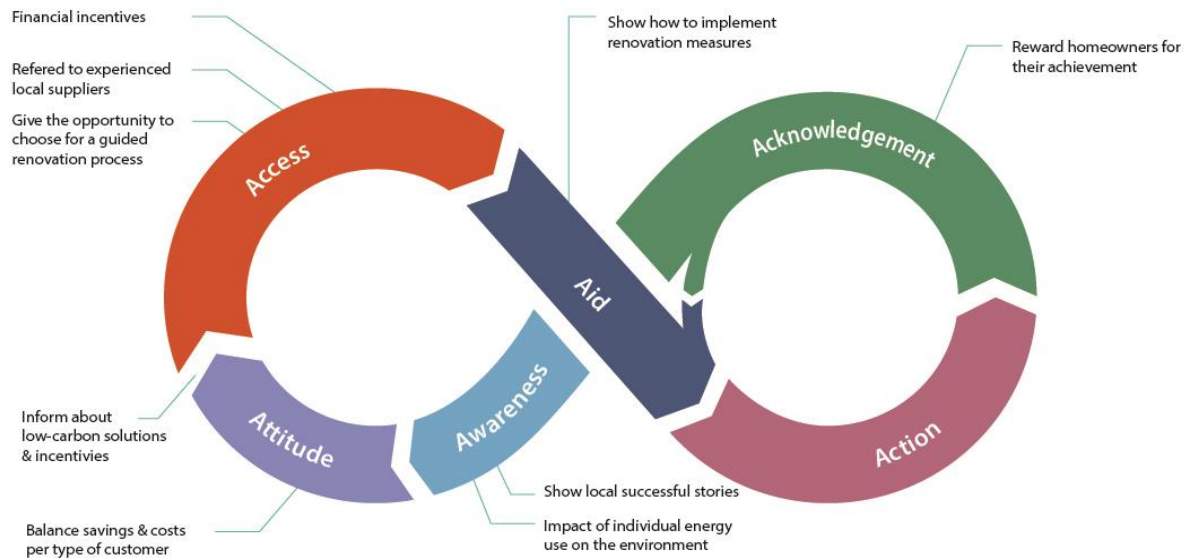 Financial incentives
Refered to experienced
local suppliers
Give the opportunity to
choose for a guided
renovation process
Access
Show how to implement
renovation measures
Reward homeowners for
their achievement
Acknowledgement
Aid
Awareness
Attitude
Action
Inform about
low-carbon solutions
& incentivies
Balance savings & costs
per type of customer
Show local successful stories
Impact of individual energy
use on the environment